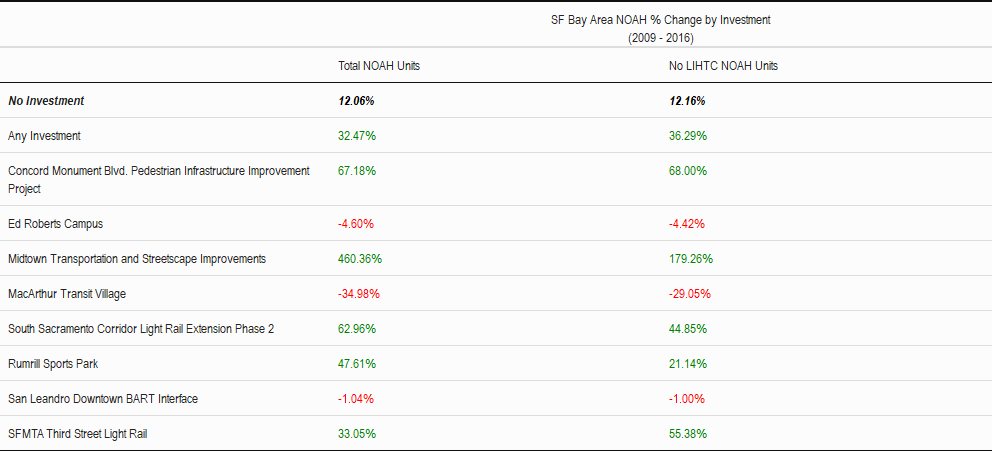 SF Bay Area NOAH % Change by Investment
(2009 - 2016)
Total NOAH Units No LIHTC NOAH Units
No Investment 12.06% 12.16%
Any Investment 32.47% 36.29%
Concord Monument Blvd. Pedestrian Infrastructure Improvement 67.18% 68.00%
Project
Ed Roberts Campus -4.60% -4.42%
Midtown Transportation and Streetscape Improvements 460.36% 179.26%
MacArthur Transit Village -34.98% -29.05%
South Sacramento Corridor Light Rail Extension Phase 2 62.96% 44.85%
Rumrill Sports Park 47.61% 21.14%
San Leandro Downtown BART Interface -1.04% -1.00%
SFMTA Third Street Light Rail 33.05% 55.38%